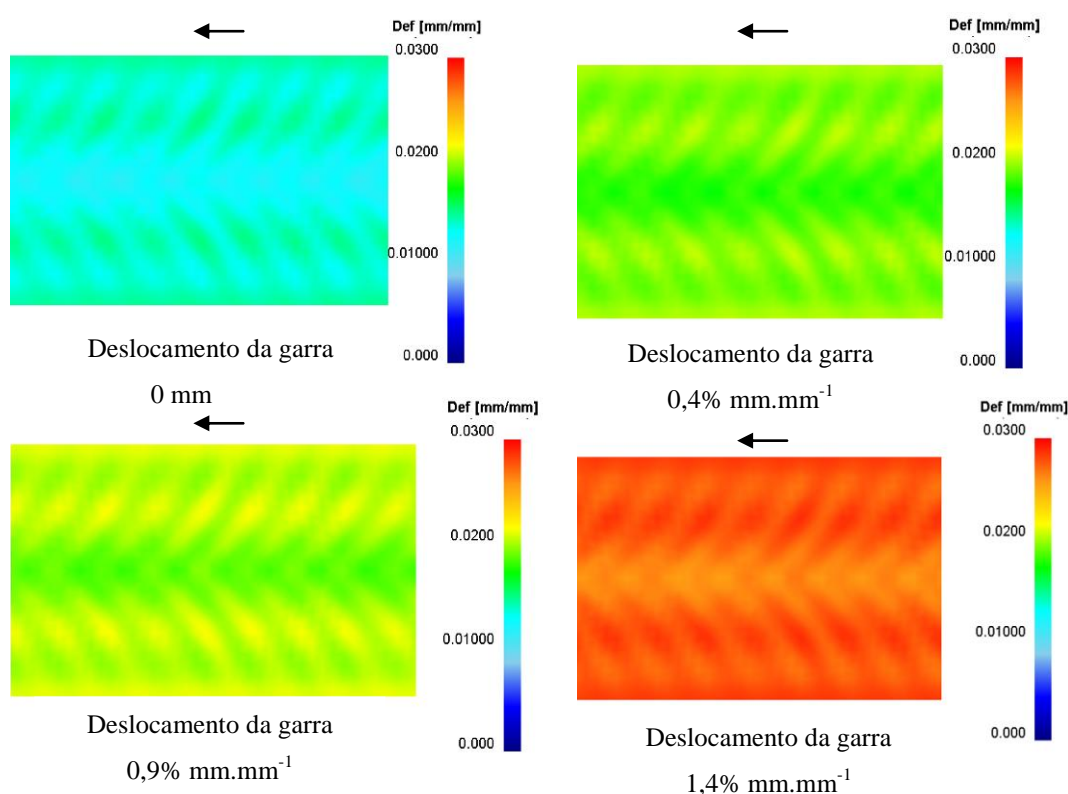 Def [mm/mm]
0.0300
0.0200
0.01000
0.000
Deslocamento da garra
0 mm
Def [mm/mm]
0.0300
0.0200
0.01000
0.000
Deslocamento da garra
0,4% mm.mm⁻¹
Def [mm/mm]
0.0300
0.0200
0.01000
0.000
Deslocamento da garra
0,9% mm.mm⁻¹
Def [mm/mm]
0.0300
0.0200
0.01000
0.000
Deslocamento da garra
1,4% mm.mm⁻¹